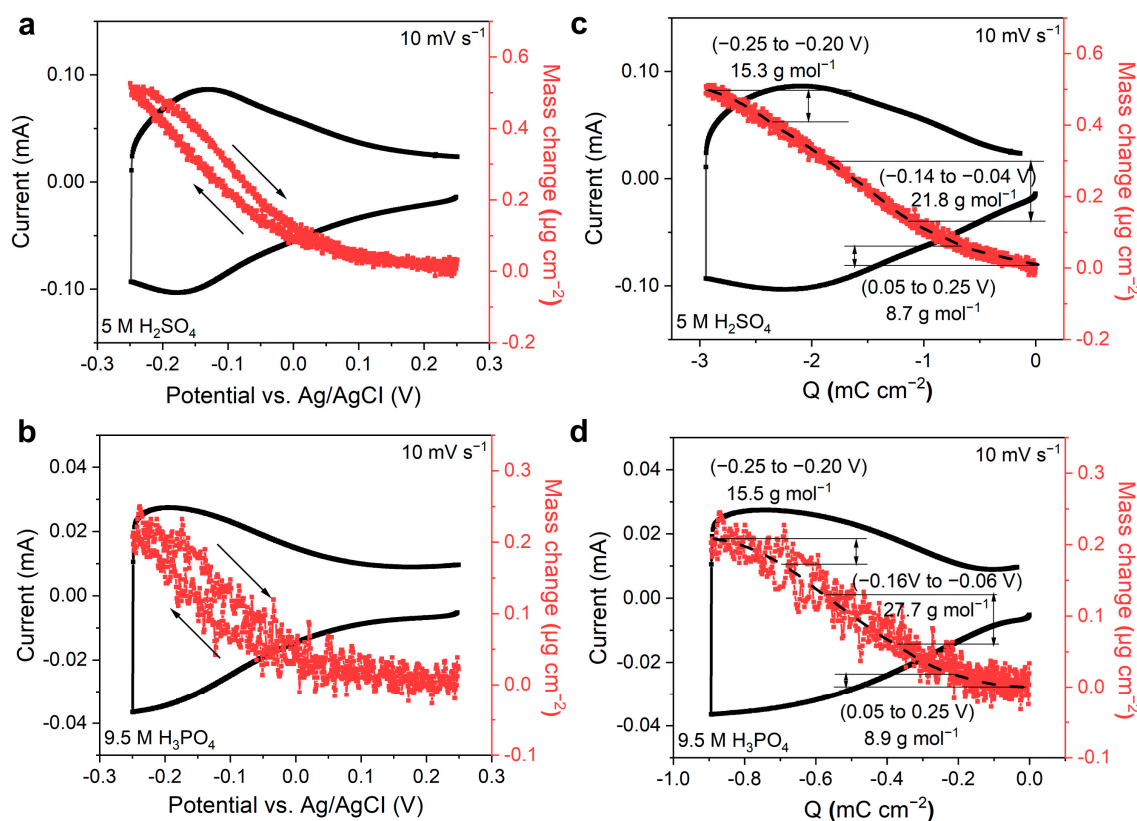 a
10 mV s⁻¹
0.10
0.00
-0.10
Current (mA)
0.6
0.4
0.2
0.0
-0.2
Mass change (μg cm⁻²)
5 M H₂SO₄
-0.3 -0.2 -0.1 0.0 0.1 0.2 0.3
Potential vs. Ag/AgCl (V)
c
10 mV s⁻¹
(−0.25 to −0.20 V)
15.3 g mol⁻¹
(−0.14 to −0.04 V)
21.8 g mol⁻¹
(0.05 to 0.25 V)
8.7 g mol⁻¹
0.10
0.00
-0.10
Current (mA)
0.6
0.4
0.2
0.0
-0.2
Mass change (μg cm⁻²)
5 M H₂SO₄
-3 -2 -1 0
Q (mC cm⁻²)
b
10 mV s⁻¹
0.04
0.02
0.00
-0.02
-0.04
Current (mA)
0.3
0.2
0.1
0.0
-0.1
Mass change (μg cm⁻²)
9.5 M H₃PO₄
-0.3 -0.2 -0.1 0.0 0.1 0.2 0.3
Potential vs. Ag/AgCl (V)
d
10 mV s⁻¹
(−0.25 to −0.20 V)
15.5 g mol⁻¹
(−0.16V to −0.06 V)
27.7 g mol⁻¹
(0.05 to 0.25 V)
8.9 g mol⁻¹
0.04
0.02
0.00
-0.02
-0.04
Current (mA)
0.3
0.2
0.1
0.0
-0.1
Mass change (μg cm⁻²)
9.5 M H₃PO₄
-1.0 -0.8 -0.6 -0.4 -0.2 0.0
Q (mC cm⁻²)